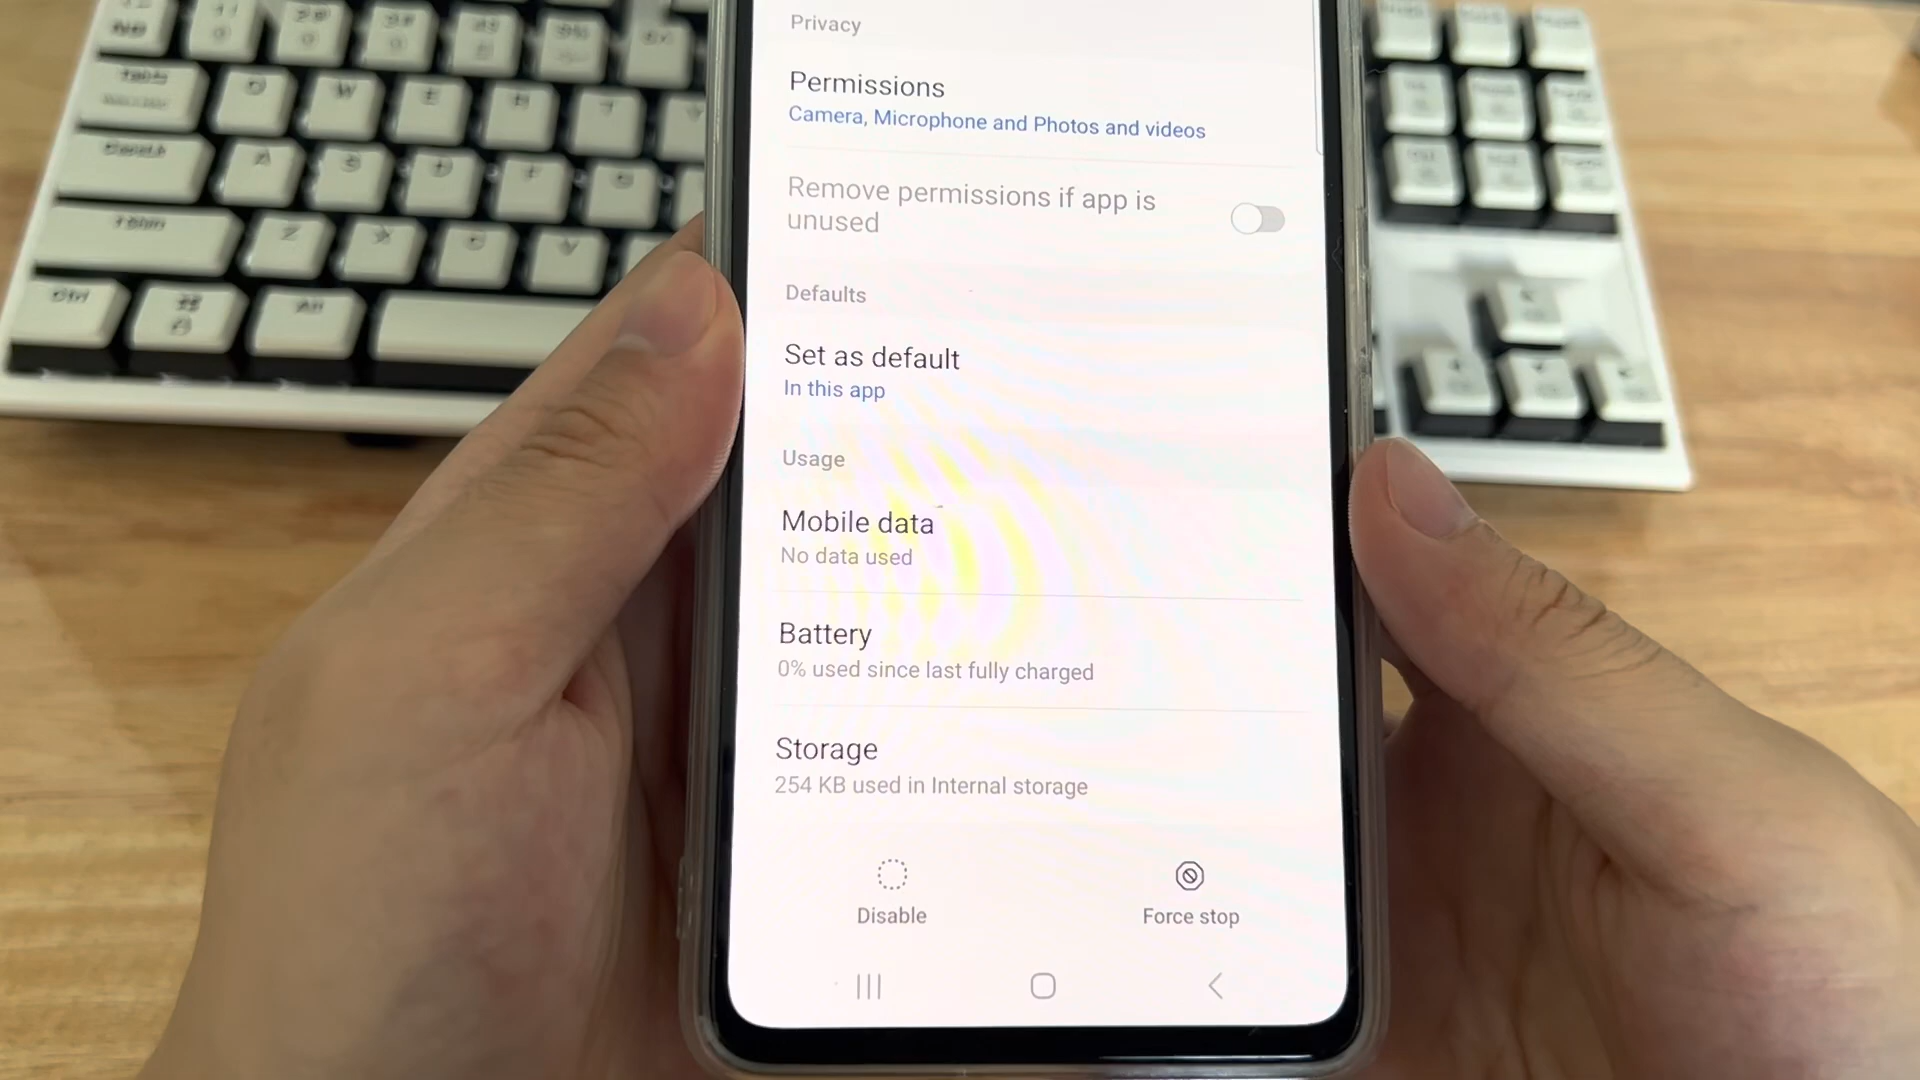 Privacy
Permissions
Camera, Microphone and Photos and videos
Remove permissions if app is
unused
Defaults
Set as default
In this app
Usage
Mobile data
No data used
Battery
0% used since last fully charged
Storage
254 KB used in Internal storage
Disable
Force stop
W
E
A
Z
V
Ctrl
Alt